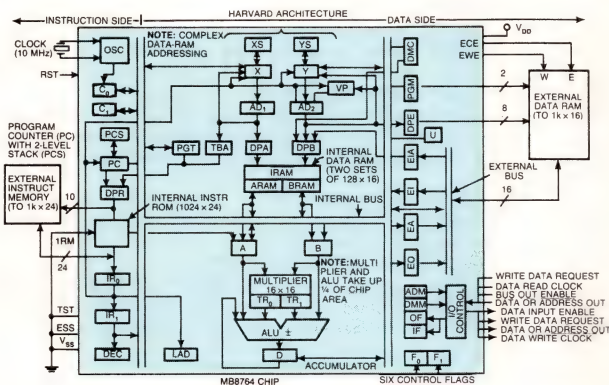 HARVARD ARCHITECTURE
INSTRUCTION SIDE
DATA SIDE
CLOCK
(10 MHz)
RST
OSC
C0
C1
NOTE: COMPLEX
DATA-RAM
ADDRESSING
XS
YS
X
Y
VP
AD1
AD2
DMC
PGM
DPE
U
ECE
EWE
VDD
2
8
W E
EXTERNAL
DATA RAM
(TO 1k × 16)
PROGRAM
COUNTER (PC)
WITH 2-LEVEL
STACK (PCS)
PCS
PC
DPR
PGT
TBA
DPA
DPB
INTERNAL
DATA RAM
(TWO SETS
OF 128 × 16)
IRAM
ARAM BRAM
INTERNAL BUS
EIA
EI
EA
EO
EXTERNAL
BUS
16
EXTERNAL
INSTRUCT
MEMORY
(TO 1k × 24)
10
INTERNAL INSTR
ROM (1024 × 24)
1RM
24
IR0
IR1
DEC
LAD
TST
ESS
VSS
A
B
NOTE: MULTI
PLIER AND
ALU TAKE UP
¼ OF CHIP
AREA
MULTIPLIER
16 × 16
TR0 TR1
ALU ±
D
ACCUMULATOR
ADM
DMM
OF
IF
I/O
CONTROL
F0 F1
WRITE DATA REQUEST
DATA READ CLOCK
BUS OUT ENABLE
DATA OR ADDRESS OUT
DATA INPUT ENABLE
WRITE DATA REQUEST
DATA OR ADDRESS OUT
DATA WRITE CLOCK
MB8764 CHIP
SIX CONTROL FLAGS